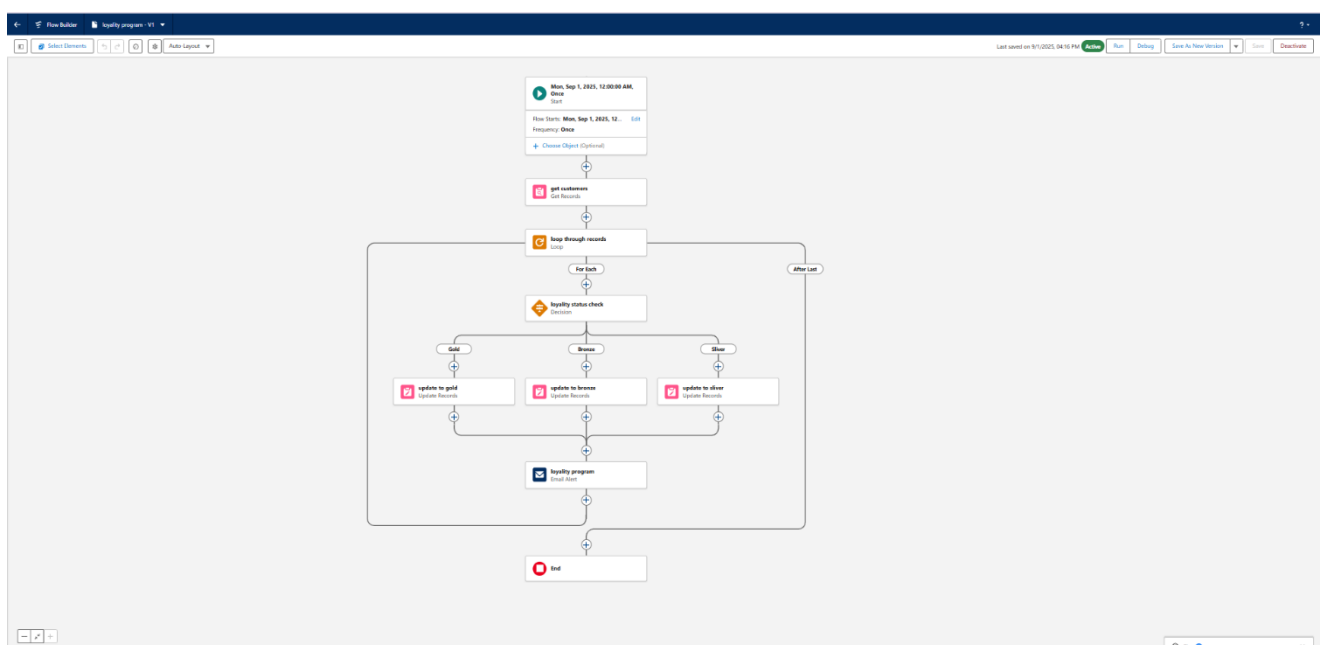 Flow Builder
loyality program - V1
Select Elements
Auto Layout
Last saved on 9/1/2025, 04:16 PM
Active
Run
Debug
Save As New Version
Save
Deactivate
Mon, Sep 1, 2025, 12:00:00 AM,
Once
Start
Flow Starts: Mon, Sep 1, 2025, 12...
Edit
Frequency: Once
+ Choose Object (Optional)
get customers
Get Records
loop through records
Loop
For Each
After Last
loyality status check
Decision
Gold
Bronze
Sliver
update to gold
Update Records
update to bronze
Update Records
update to sliver
Update Records
loyality program
Email Alert
End